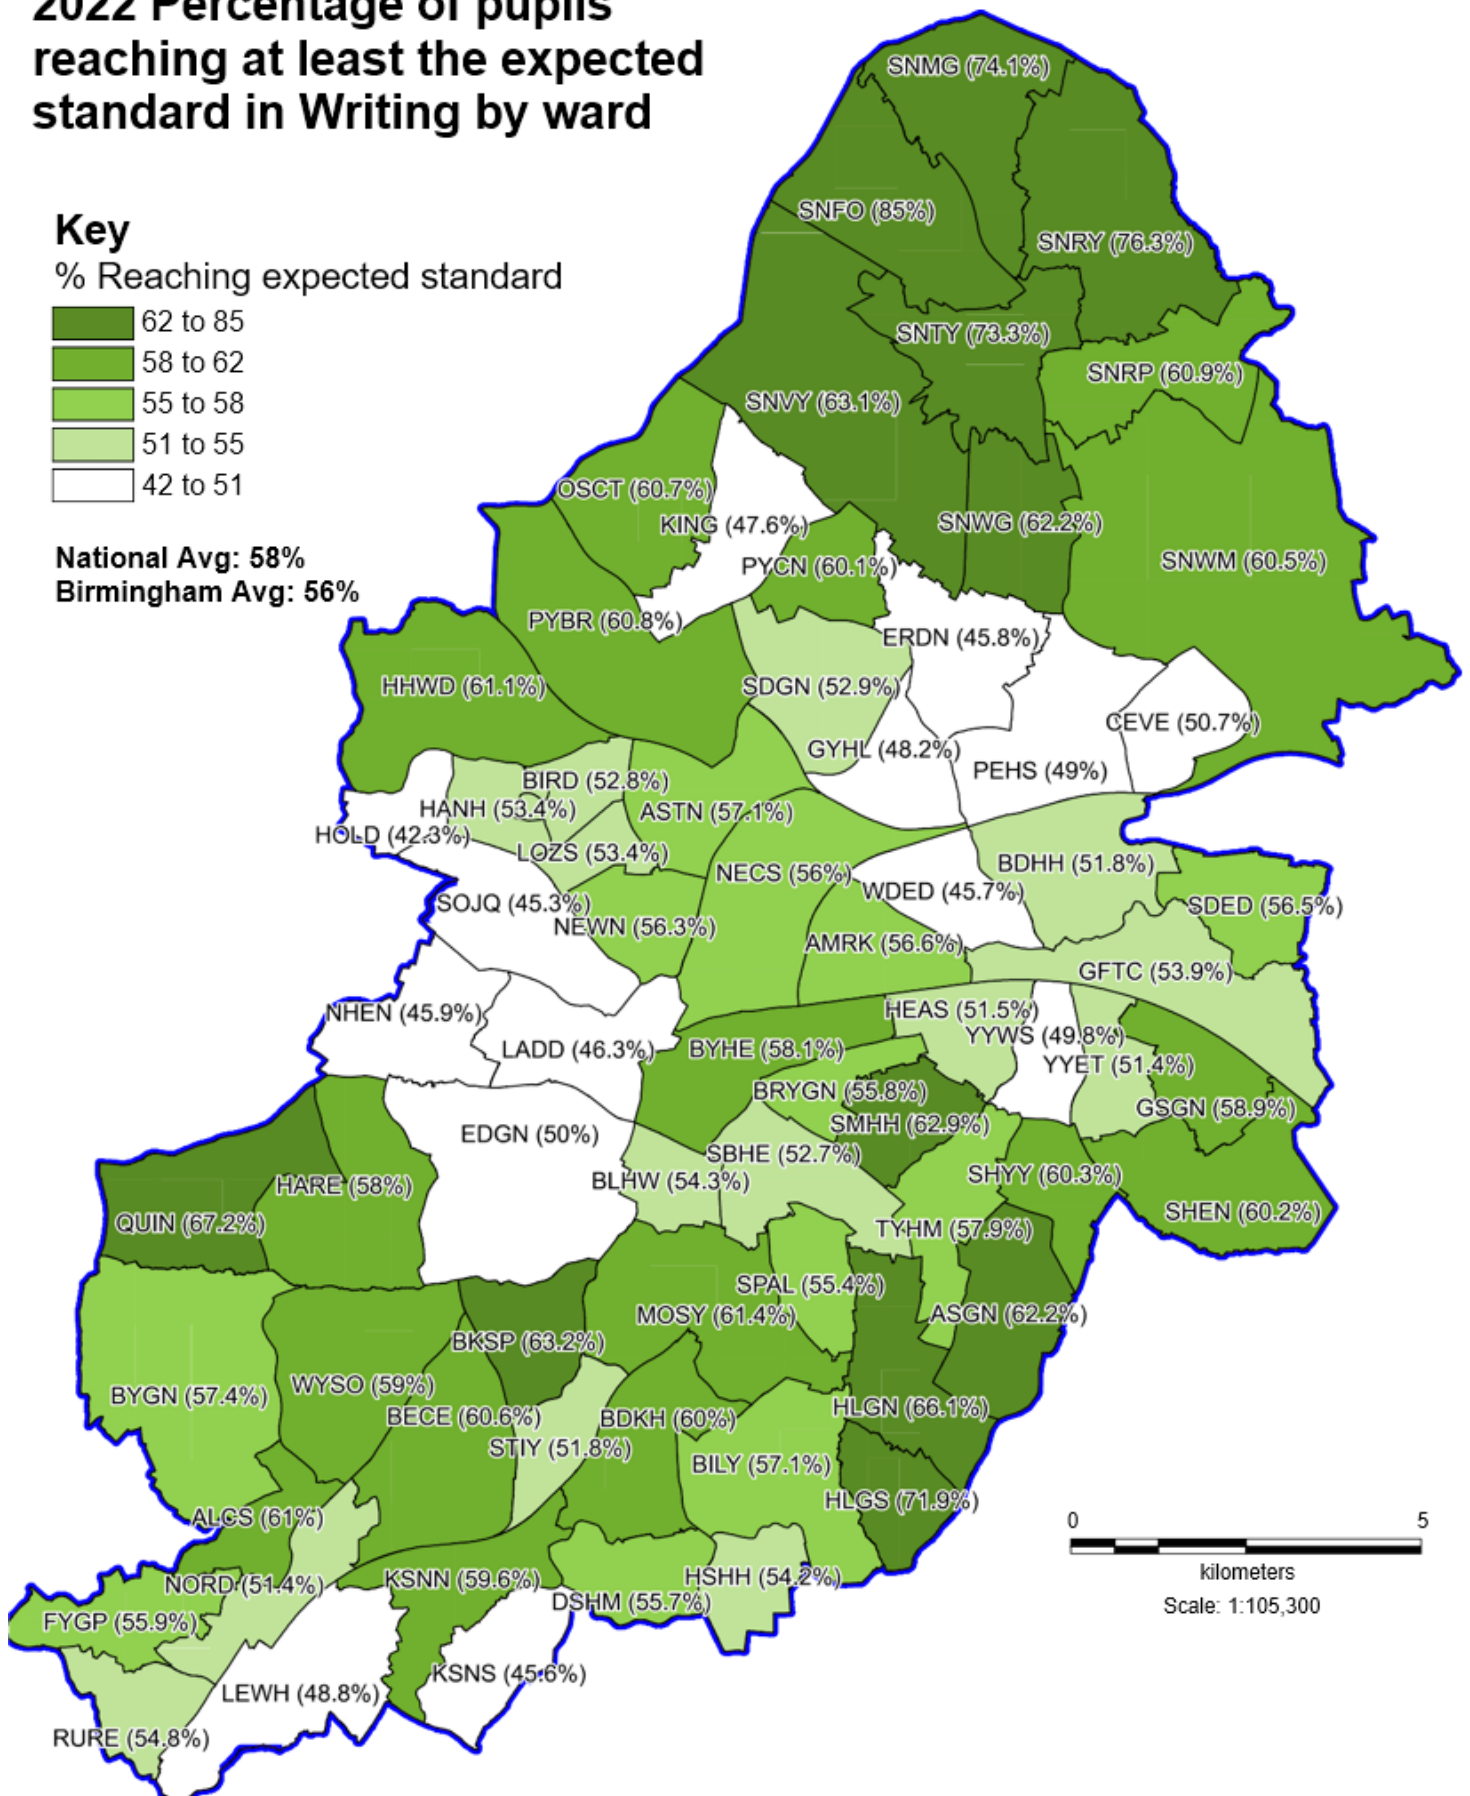 2022 Percentage of pupils
reaching at least the expected
standard in Writing by ward
Key
% Reaching expected standard
62 to 85
58 to 62
55 to 58
51 to 55
42 to 51
National Avg: 58%
Birmingham Avg: 56%
SNMG (74.1%)
SNFO (85%)
SNRY (76.3%)
SNTY (73.3%)
SNRP (60.9%)
SNVY (63.1%)
OSCT (60.7%)
KING (47.6%)
SNWG (62.2%)
SNWM (60.5%)
PYCN (60.1%)
PYBR (60.8%)
ERDN (45.8%)
HHWD (61.1%)
SDGN (52.9%)
CEVE (50.7%)
GYHL (48.2%)
PEHS (49%)
BIRD (52.8%)
HANH (53.4%)
ASTN (57.1%)
HOLD (42.3%)
LOZS (53.4%)
BDHH (51.8%)
NECS (56%)
WDED (45.7%)
SOJQ (45.3%)
SDED (56.5%)
NEWN (56.3%)
AMRK (56.6%)
GFTC (53.9%)
NHEN (45.9%)
HEAS (51.5%)
YYWS (49.8%)
LADD (46.3%)
BYHE (58.1%)
YYET (51.4%)
BRYGN (55.8%)
GSGN (58.9%)
SMHH (62.9%)
EDGN (50%)
SBHE (52.7%)
BLHW (54.3%)
SHYY (60.3%)
HARE (58%)
SHEN (60.2%)
QUIN (67.2%)
TYHM (57.9%)
SPAL (55.4%)
MOSY (61.4%)
ASGN (62.2%)
BKSP (63.2%)
WYSO (59%)
BYGN (57.4%)
HLGN (66.1%)
BECE (60.6%)
BDKH (60%)
STIY (51.8%)
BILY (57.1%)
HLGS (71.9%)
ALCS (61%)
0 5
kilometers
Scale: 1:105,300
NORD (51.4%)
KSNN (59.6%)
HSHH (54.2%)
DSHM (55.7%)
FYGP (55.9%)
KSNS (45.6%)
LEWH (48.8%)
RURE (54.8%)